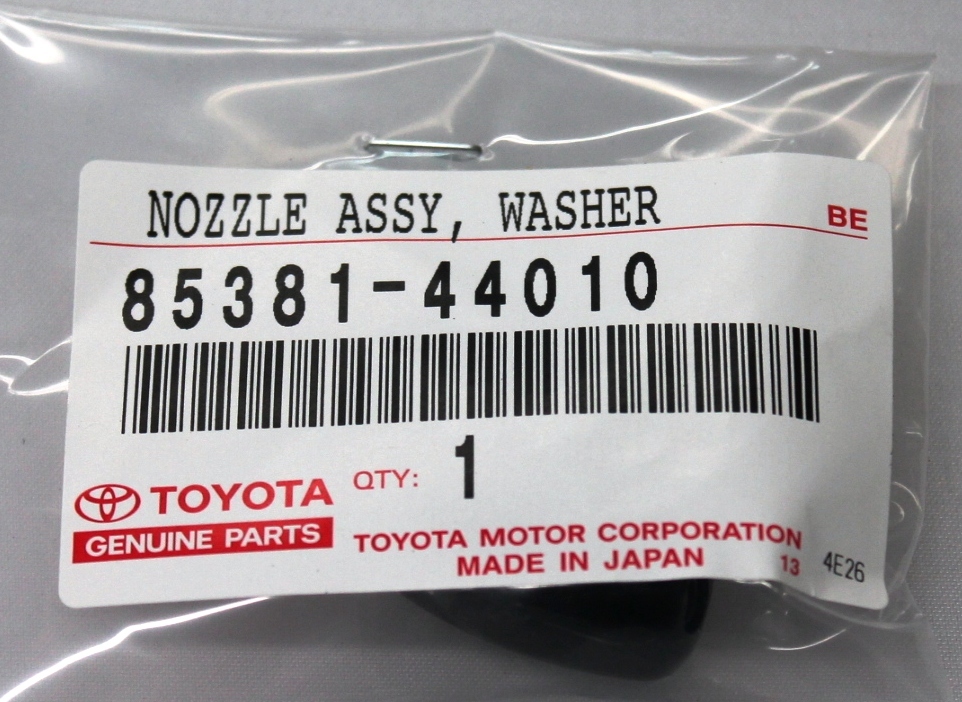 NOZZLE ASSY, WASHER
BE
85381-44010
QTY: 1
TOYOTA
GENUINE PARTS
TOYOTA MOTOR CORPORATION
MADE IN JAPAN 13 4E26